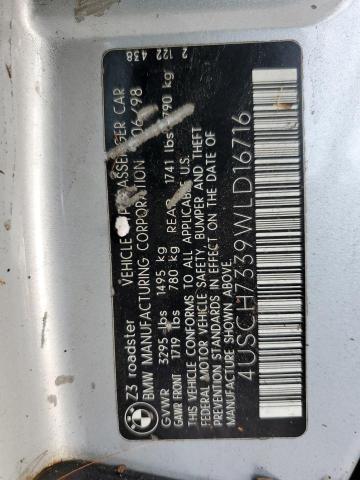 Z3 roadster VEHICLE TYPE PASSENGER CAR
BMW MANUFACTURING CORPORATION 06/98
GVWR 3295 lbs 1495 kg
GAWR FRONT 1719 lbs 780 kg REAR 1741 lbs 790 kg
THIS VEHICLE CONFORMS TO ALL APPLICABLE U.S.
FEDERAL MOTOR VEHICLE SAFETY, BUMPER AND THEFT
PREVENTION STANDARDS IN EFFECT ON THE DATE OF
MANUFACTURE SHOWN ABOVE.
4USCH7339WLD16716
2 122 438
BMW